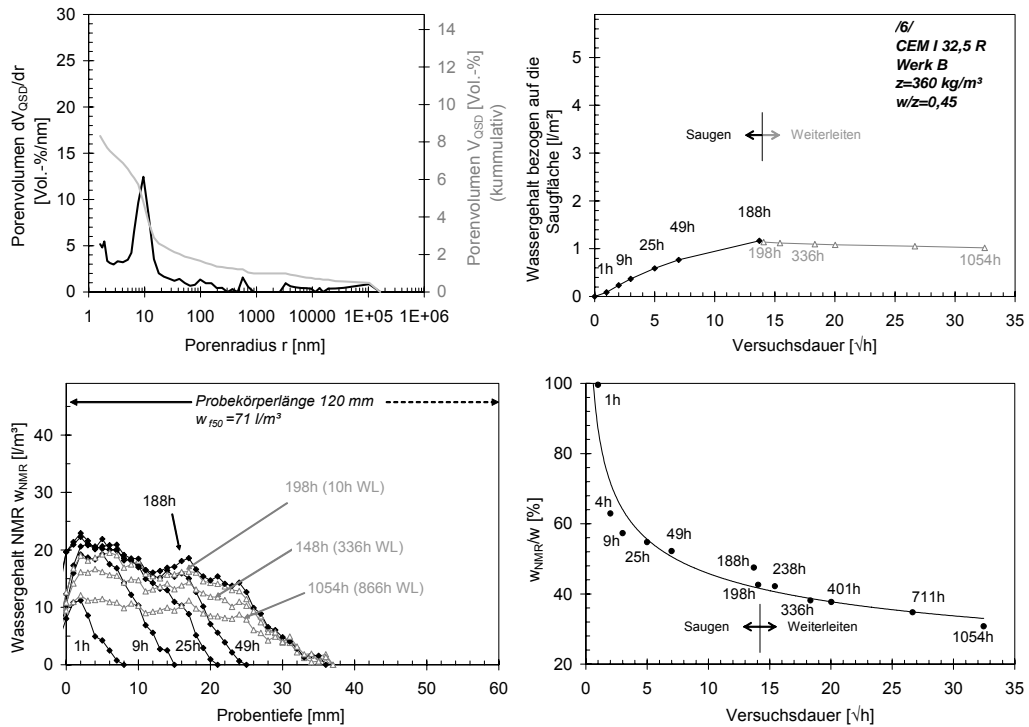 30
25
20
15
10
5
0
14
12
10
8
6
4
2
0
1
10
100
1000
10000
1E+05
1E+06
Porenvolumen dV_QSD/dr
[Vol.-%/nm]
Porenvolumen V_QSD [Vol.-%]
(kummulativ)
Porenradius r [nm]
5
4
3
2
1
0
0
5
10
15
20
25
30
35
Wassergehalt bezogen auf die
Saugfläche [l/m²]
Versuchsdauer [√h]
/6/
CEM I 32,5 R
Werk B
z=360 kg/m³
w/z=0,45
Saugen
Weiterleiten
1h
9h
25h
49h
188h
198h
336h
1054h
40
30
20
10
0
0
10
20
30
40
50
60
Wassergehalt NMR w_NMR [l/m³]
Probentiefe [mm]
Probekörperlänge 120 mm
w_f50 =71 l/m³
188h
198h (10h WL)
148h (336h WL)
1054h (866h WL)
1h
9h
25h
49h
100
80
60
40
20
0
5
10
15
20
25
30
35
w_NMR/w [%]
Versuchsdauer [√h]
1h
4h
9h
25h
49h
188h
198h
238h
336h
401h
711h
1054h
Saugen
Weiterleiten